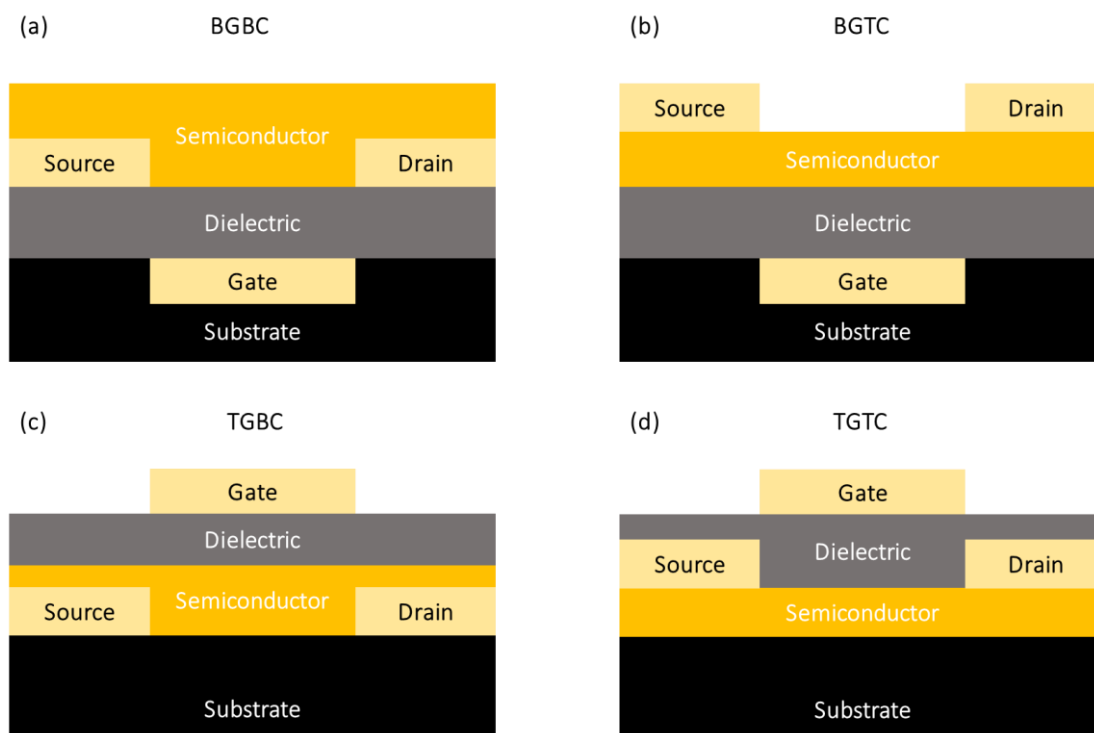 (a) BGBC
Semiconductor
Source Drain
Dielectric
Gate
Substrate
(b) BGTC
Source Drain
Semiconductor
Dielectric
Gate
Substrate
(c) TGBC
Gate
Dielectric
Semiconductor
Source Drain
Substrate
(d) TGTC
Gate
Dielectric
Source Drain
Semiconductor
Substrate